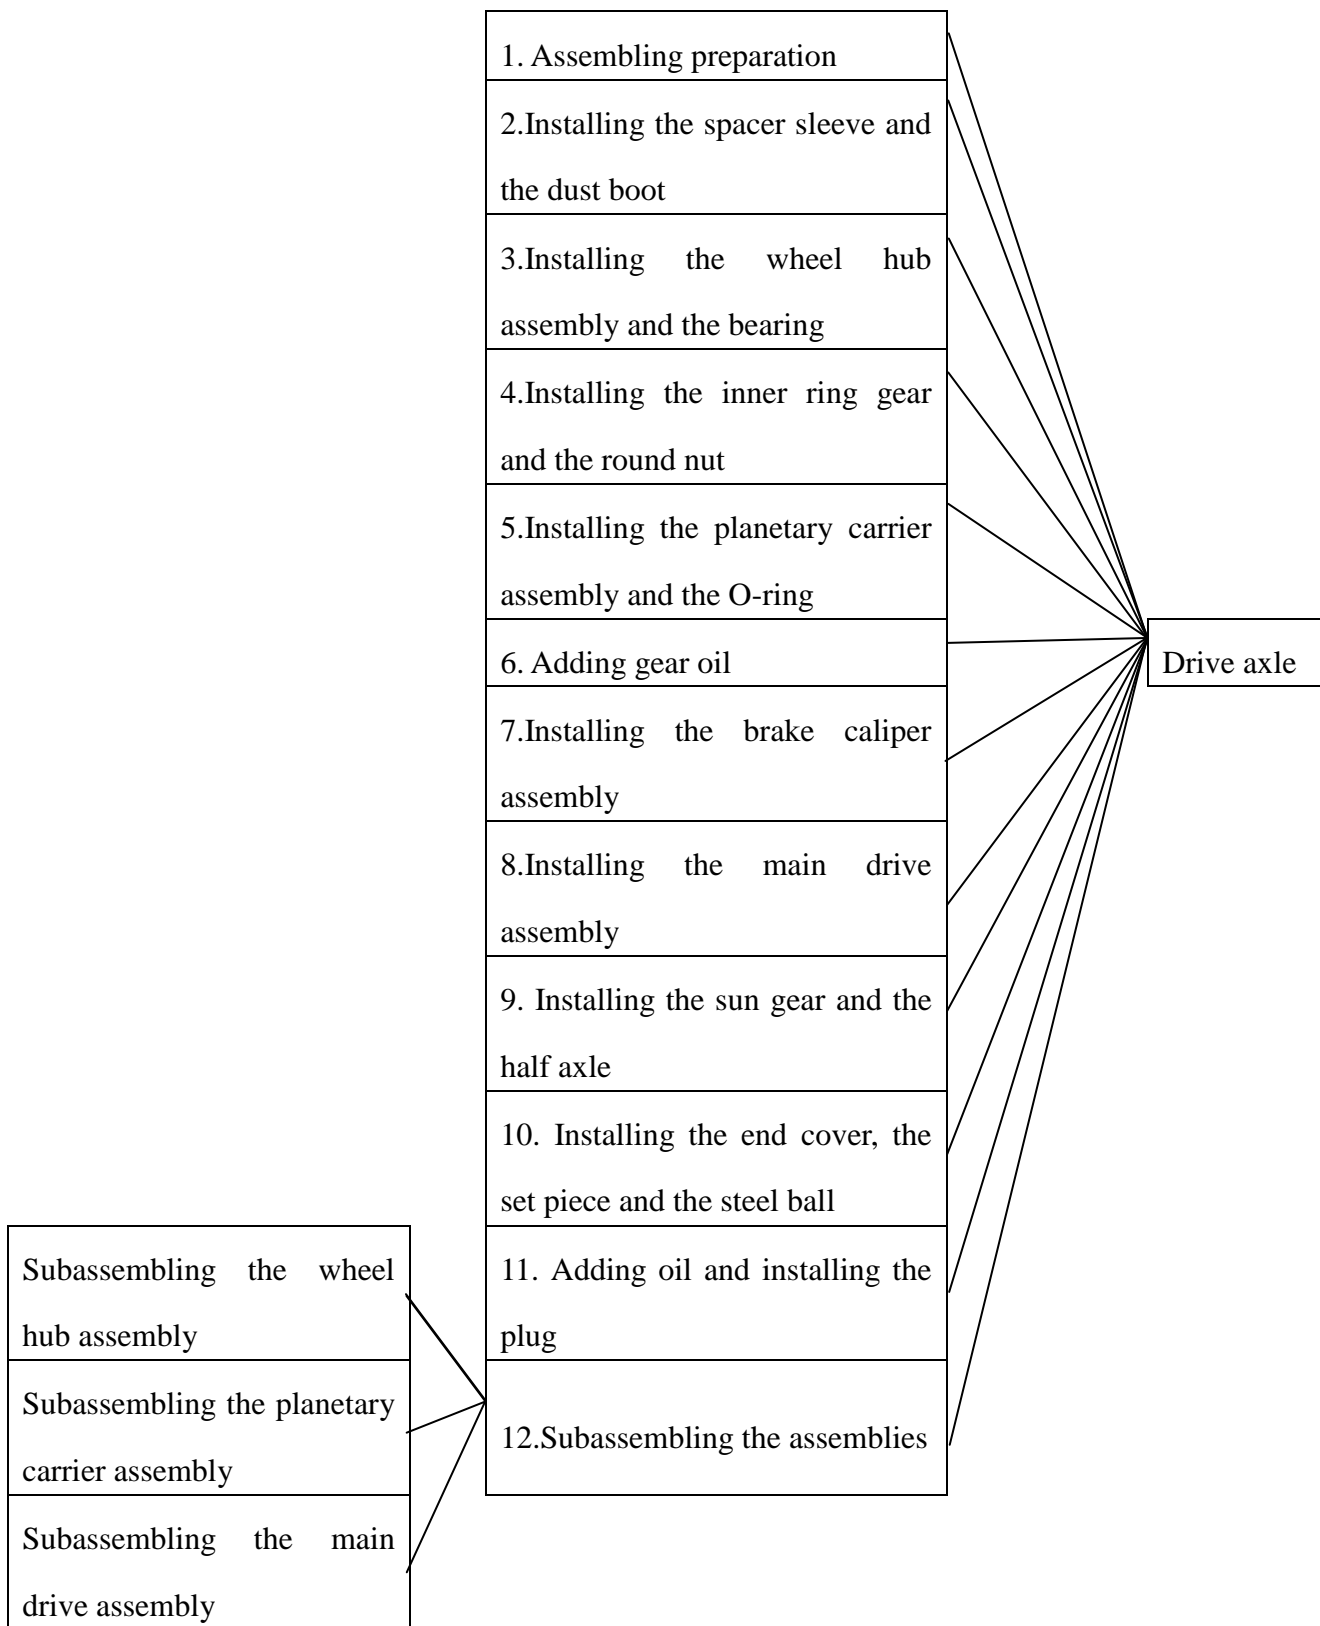 1. Assembling preparation
2.Installing the spacer sleeve and
the dust boot
3.Installing the wheel hub
assembly and the bearing
4.Installing the inner ring gear
and the round nut
5.Installing the planetary carrier
assembly and the O-ring
6. Adding gear oil
7.Installing the brake caliper
assembly
8.Installing the main drive
assembly
9. Installing the sun gear and the
half axle
10. Installing the end cover, the
set piece and the steel ball
11. Adding oil and installing the
plug
12.Subassembling the assemblies
Drive axle
Subassembling the wheel
hub assembly
Subassembling the planetary
carrier assembly
Subassembling the main
drive assembly